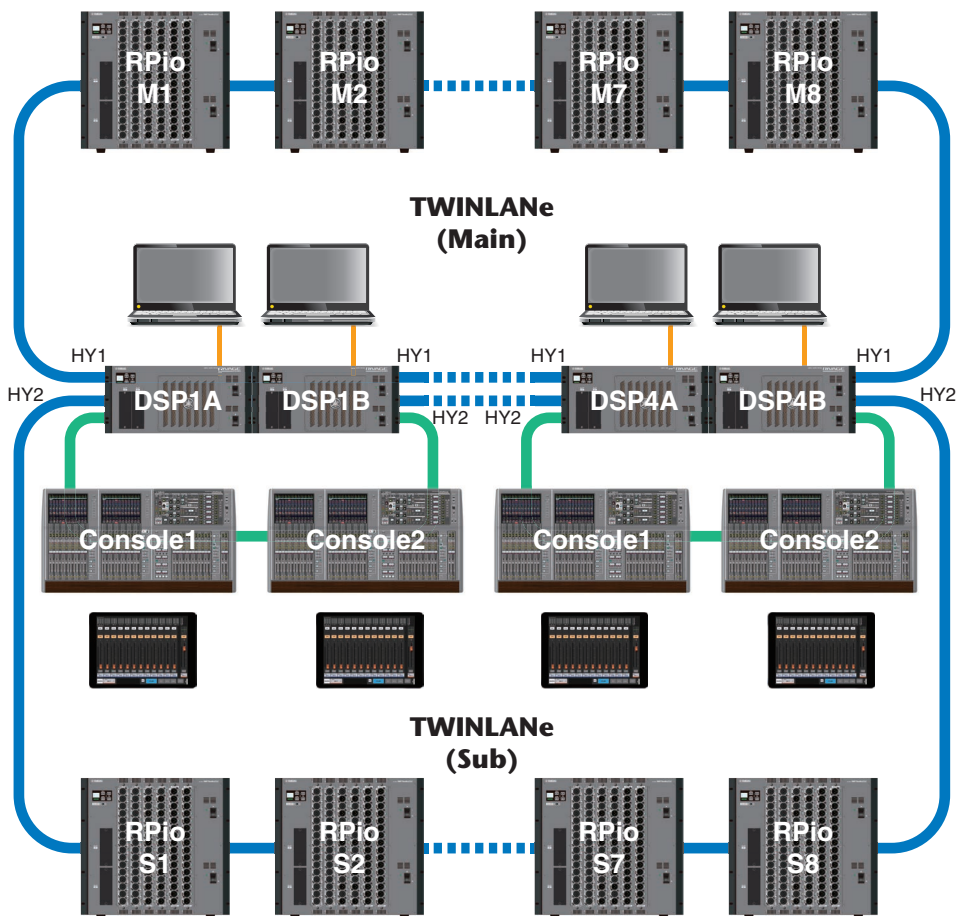 RPio
M1
RPio
M2
RPio
M7
RPio
M8
TWINLANe
(Main)
HY1
HY1
HY1
HY1
HY2
DSP1A
DSP1B
HY2
HY2
DSP4A
DSP4B
HY2
Console1
Console2
Console1
Console2
TWINLANe
(Sub)
RPio
S1
RPio
S2
RPio
S7
RPio
S8